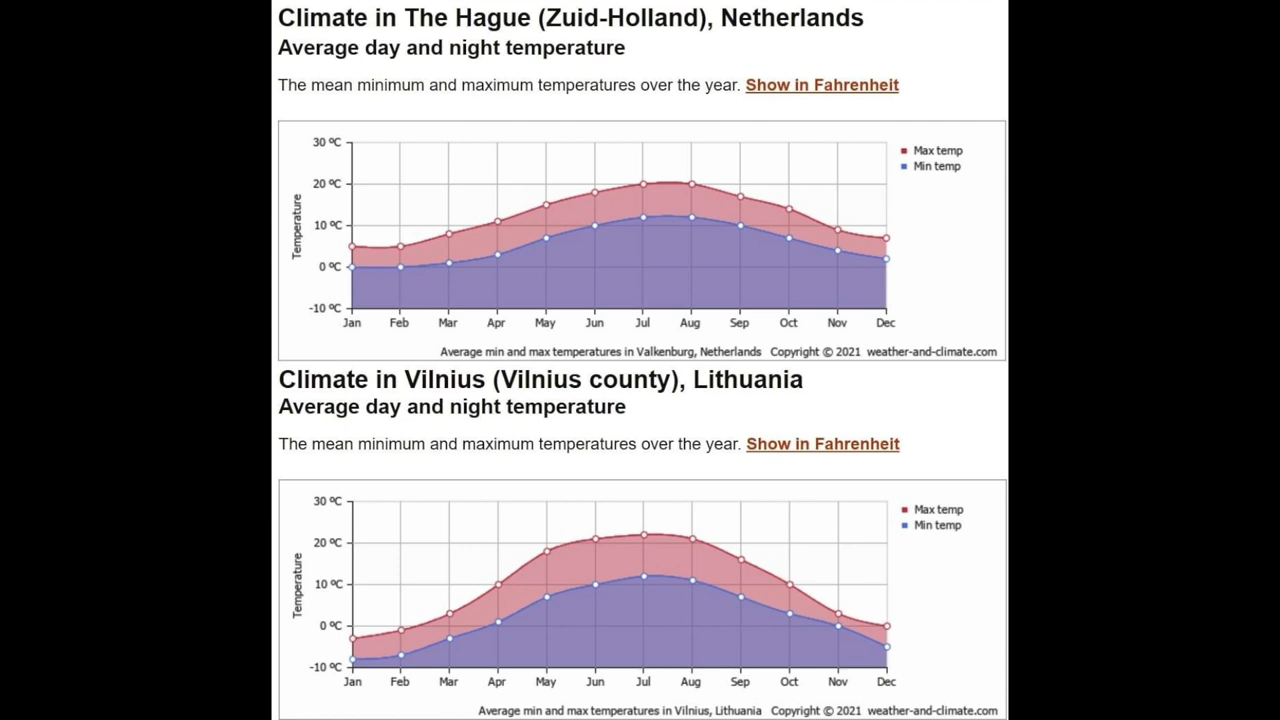 Climate in The Hague (Zuid-Holland), Netherlands
Average day and night temperature
The mean minimum and maximum temperatures over the year. Show in Fahrenheit
30 ºC
20 ºC
10 ºC
0 ºC
-10 ºC
Temperature
Max temp
Min temp
Jan Feb Mar Apr May Jun Jul Aug Sep Oct Nov Dec
Average min and max temperatures in Valkenburg, Netherlands Copyright © 2021 weather-and-climate.com
Climate in Vilnius (Vilnius county), Lithuania
Average day and night temperature
The mean minimum and maximum temperatures over the year. Show in Fahrenheit
30 ºC
20 ºC
10 ºC
0 ºC
-10 ºC
Temperature
Max temp
Min temp
Jan Feb Mar Apr May Jun Jul Aug Sep Oct Nov Dec
Average min and max temperatures in Vilnius, Lithuania Copyright © 2021 weather-and-climate.com